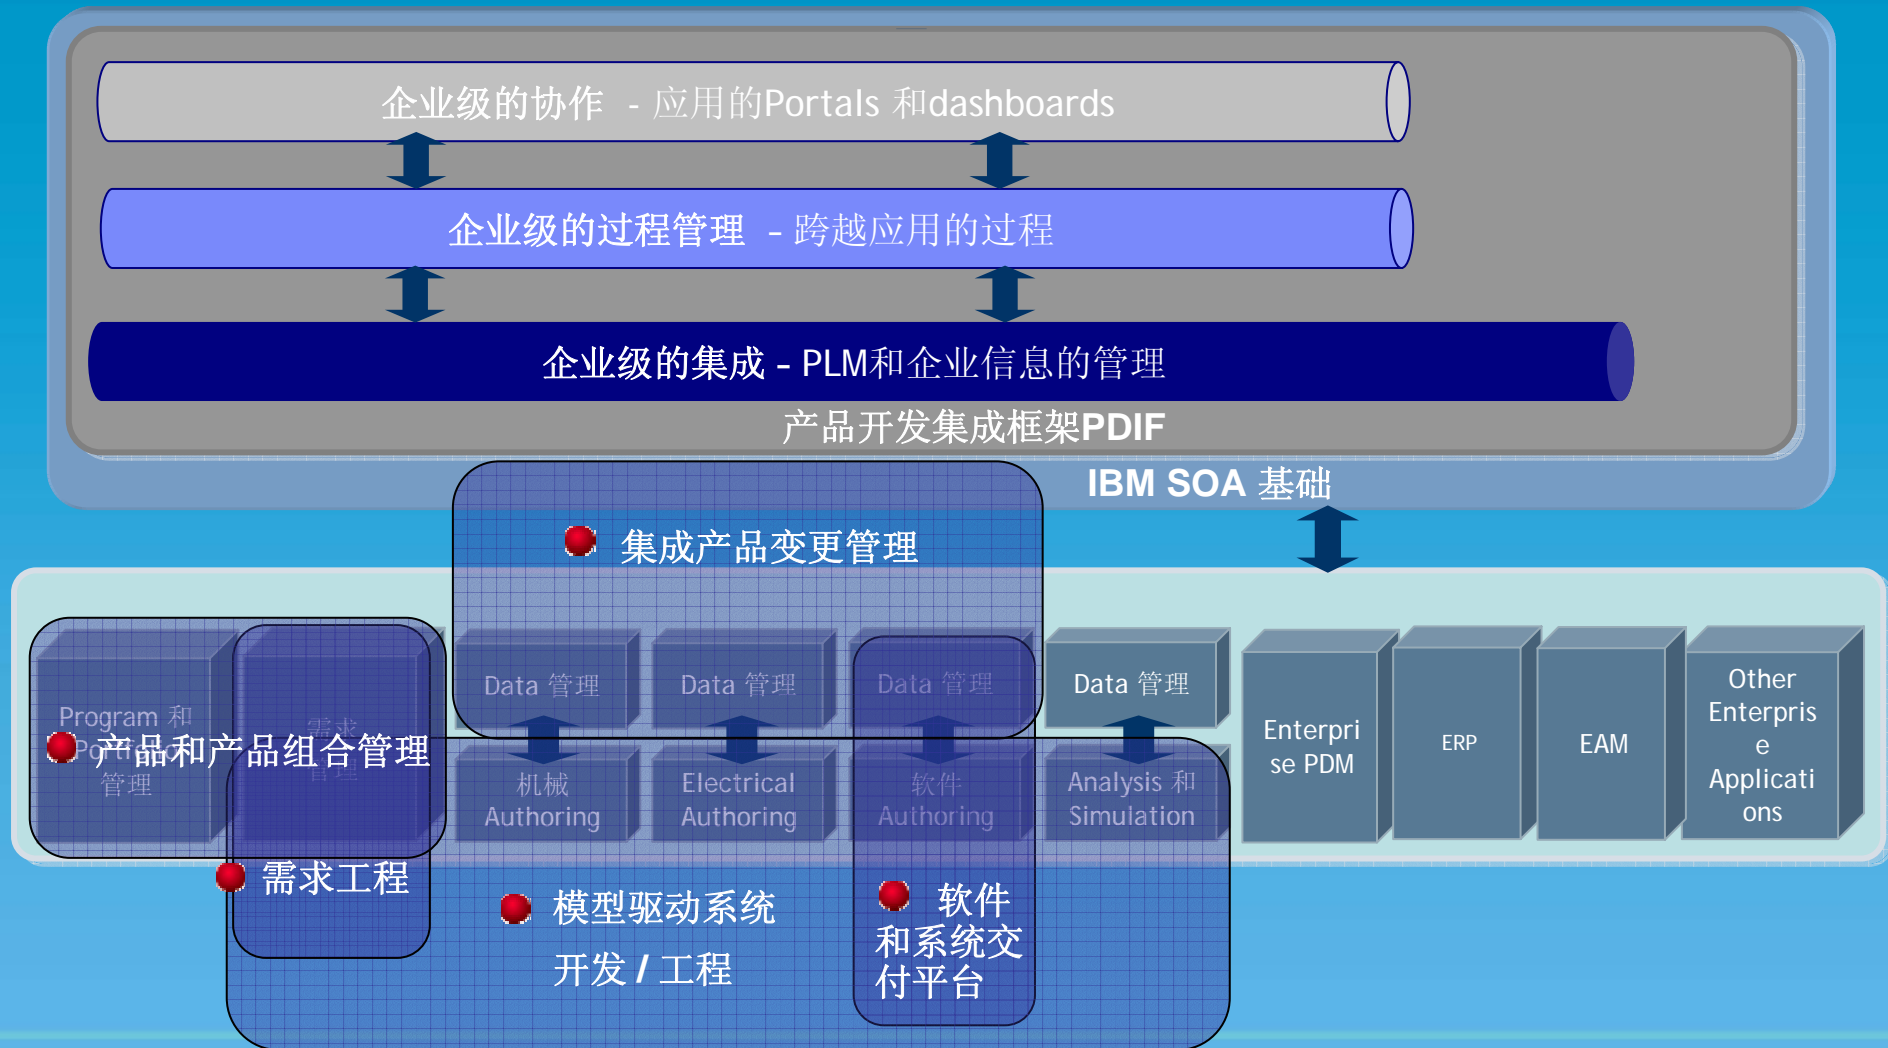 企业级的协作 - 应用的Portals 和dashboards
企业级的过程管理 - 跨越应用的过程
企业级的集成 - PLM和企业信息的管理
产品开发集成框架PDIF
IBM SOA 基础
集成产品变更管理
Program 和
Portfolio
管理
需求
管理
产品和产品组合管理
Data 管理
Data 管理
Data 管理
Data 管理
机械
Authoring
Electrical
Authoring
软件
Authoring
Analysis 和
Simulation
Enterpri
se PDM
ERP
EAM
Other
Enterpris
e
Applicati
ons
需求工程
模型驱动系统
开发 / 工程
软件
和系统交
付平台